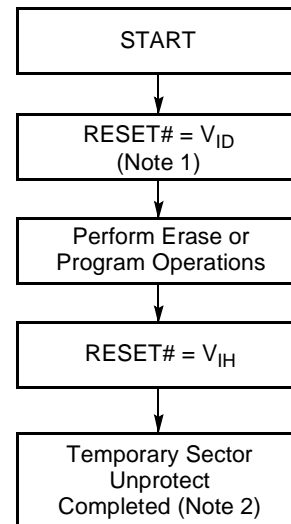 START
RESET# = VID
(Note 1)
Perform Erase or
Program Operations
RESET# = VIH
Temporary Sector
Unprotect
Completed (Note 2)